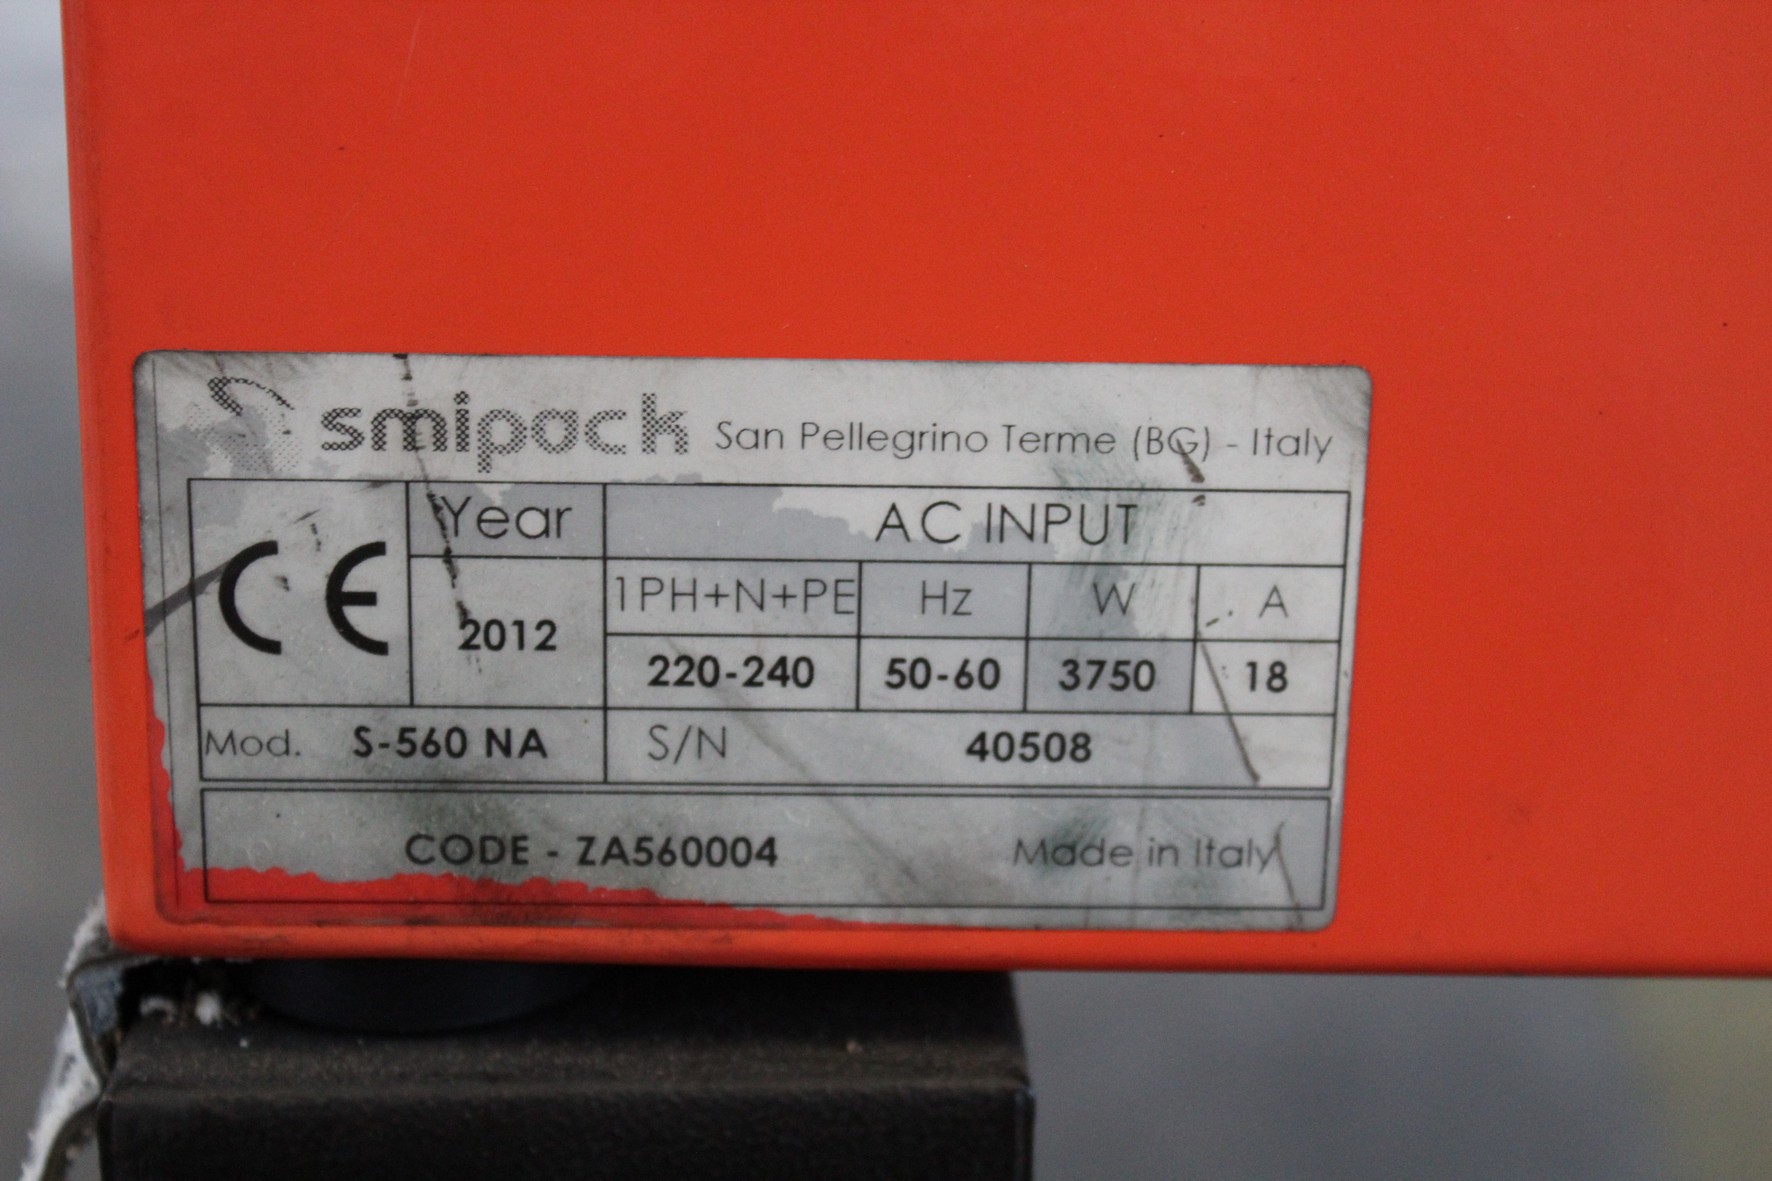 smipack San Pellegrino Terme (BG) - Italy
CE Year AC INPUT
1PH+N+PE Hz W A
2012 220-240 50-60 3750 18
Mod. S-560 NA S/N 40508
CODE - ZA560004 Made in Italy